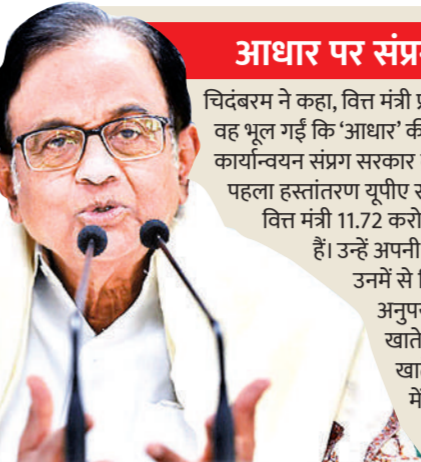 आधार पर संप्र
चिदंबरम ने कहा, वित्त मंत्री प्र
वह भूल गईं कि ‘आधार’ की
कार्यान्वयन संप्रग सरकार
पहला हस्तांतरण यूपीए स
वित्त मंत्री 11.72 करो
हैं। उन्हें अपनी
उनमें से
अनुप
खाते
खा
में